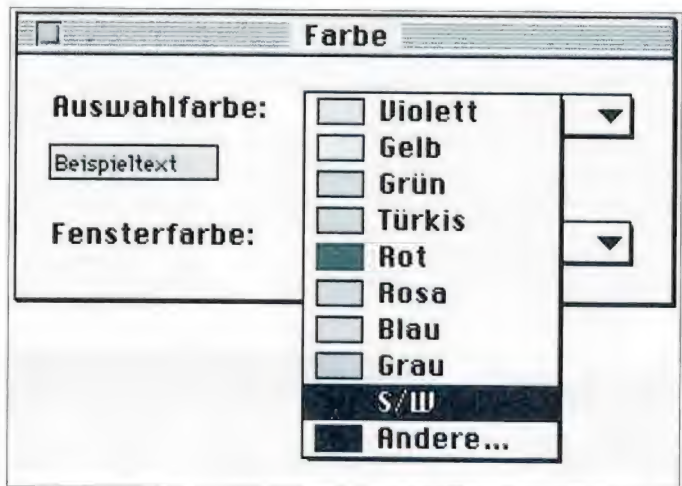 Farbe
Auswahlfarbe:
Beispieltext
Fensterfarbe:
Violett
Gelb
Grün
Türkis
Rot
Rosa
Blau
Grau
S/W
Andere...